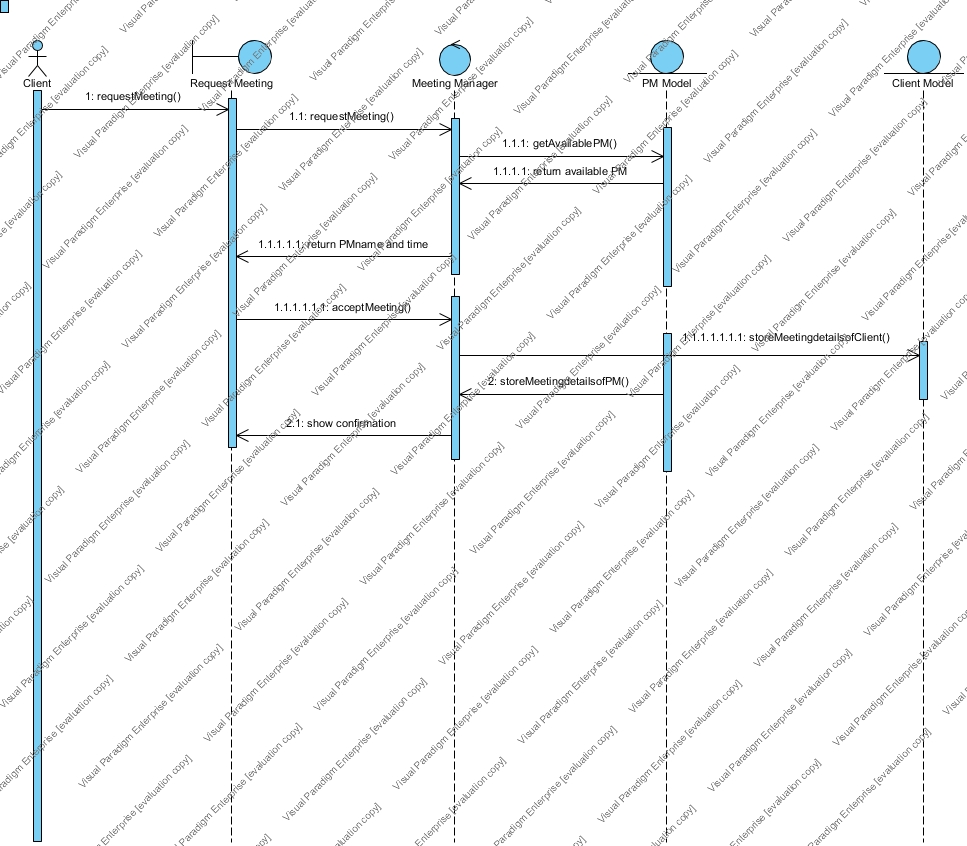 Client
Request Meeting
Meeting Manager
PM Model
Client Model
1: requestMeeting()
1.1: requestMeeting()
1.1.1: getAvailablePM()
1.1.1.1: return available PM
1.1.1.1.1: return PMname and time
1.1.1.1.1.1: acceptMeeting()
1.1.1.1.1.1.1: storeMeetingdetailsofClient()
2: storeMeetingdetailsofPM()
2.1: show confirmation
Visual Paradigm Enterprise [evaluation copy]